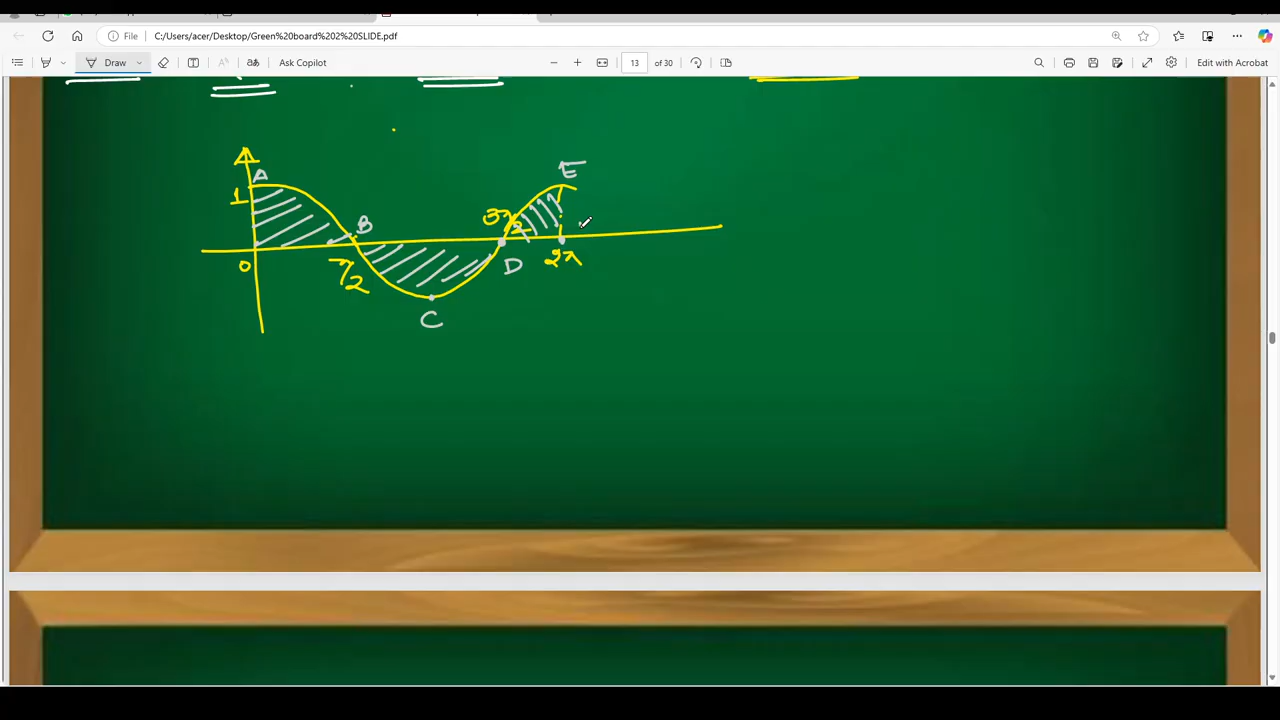 File C:/Users/acer/Desktop/Green%20board%202%20SLIDE.pdf
Draw Ask Copilot 13 of 30 Edit with Acrobat
E
A
1
B
3π/2
0
π/2
D
2π
C